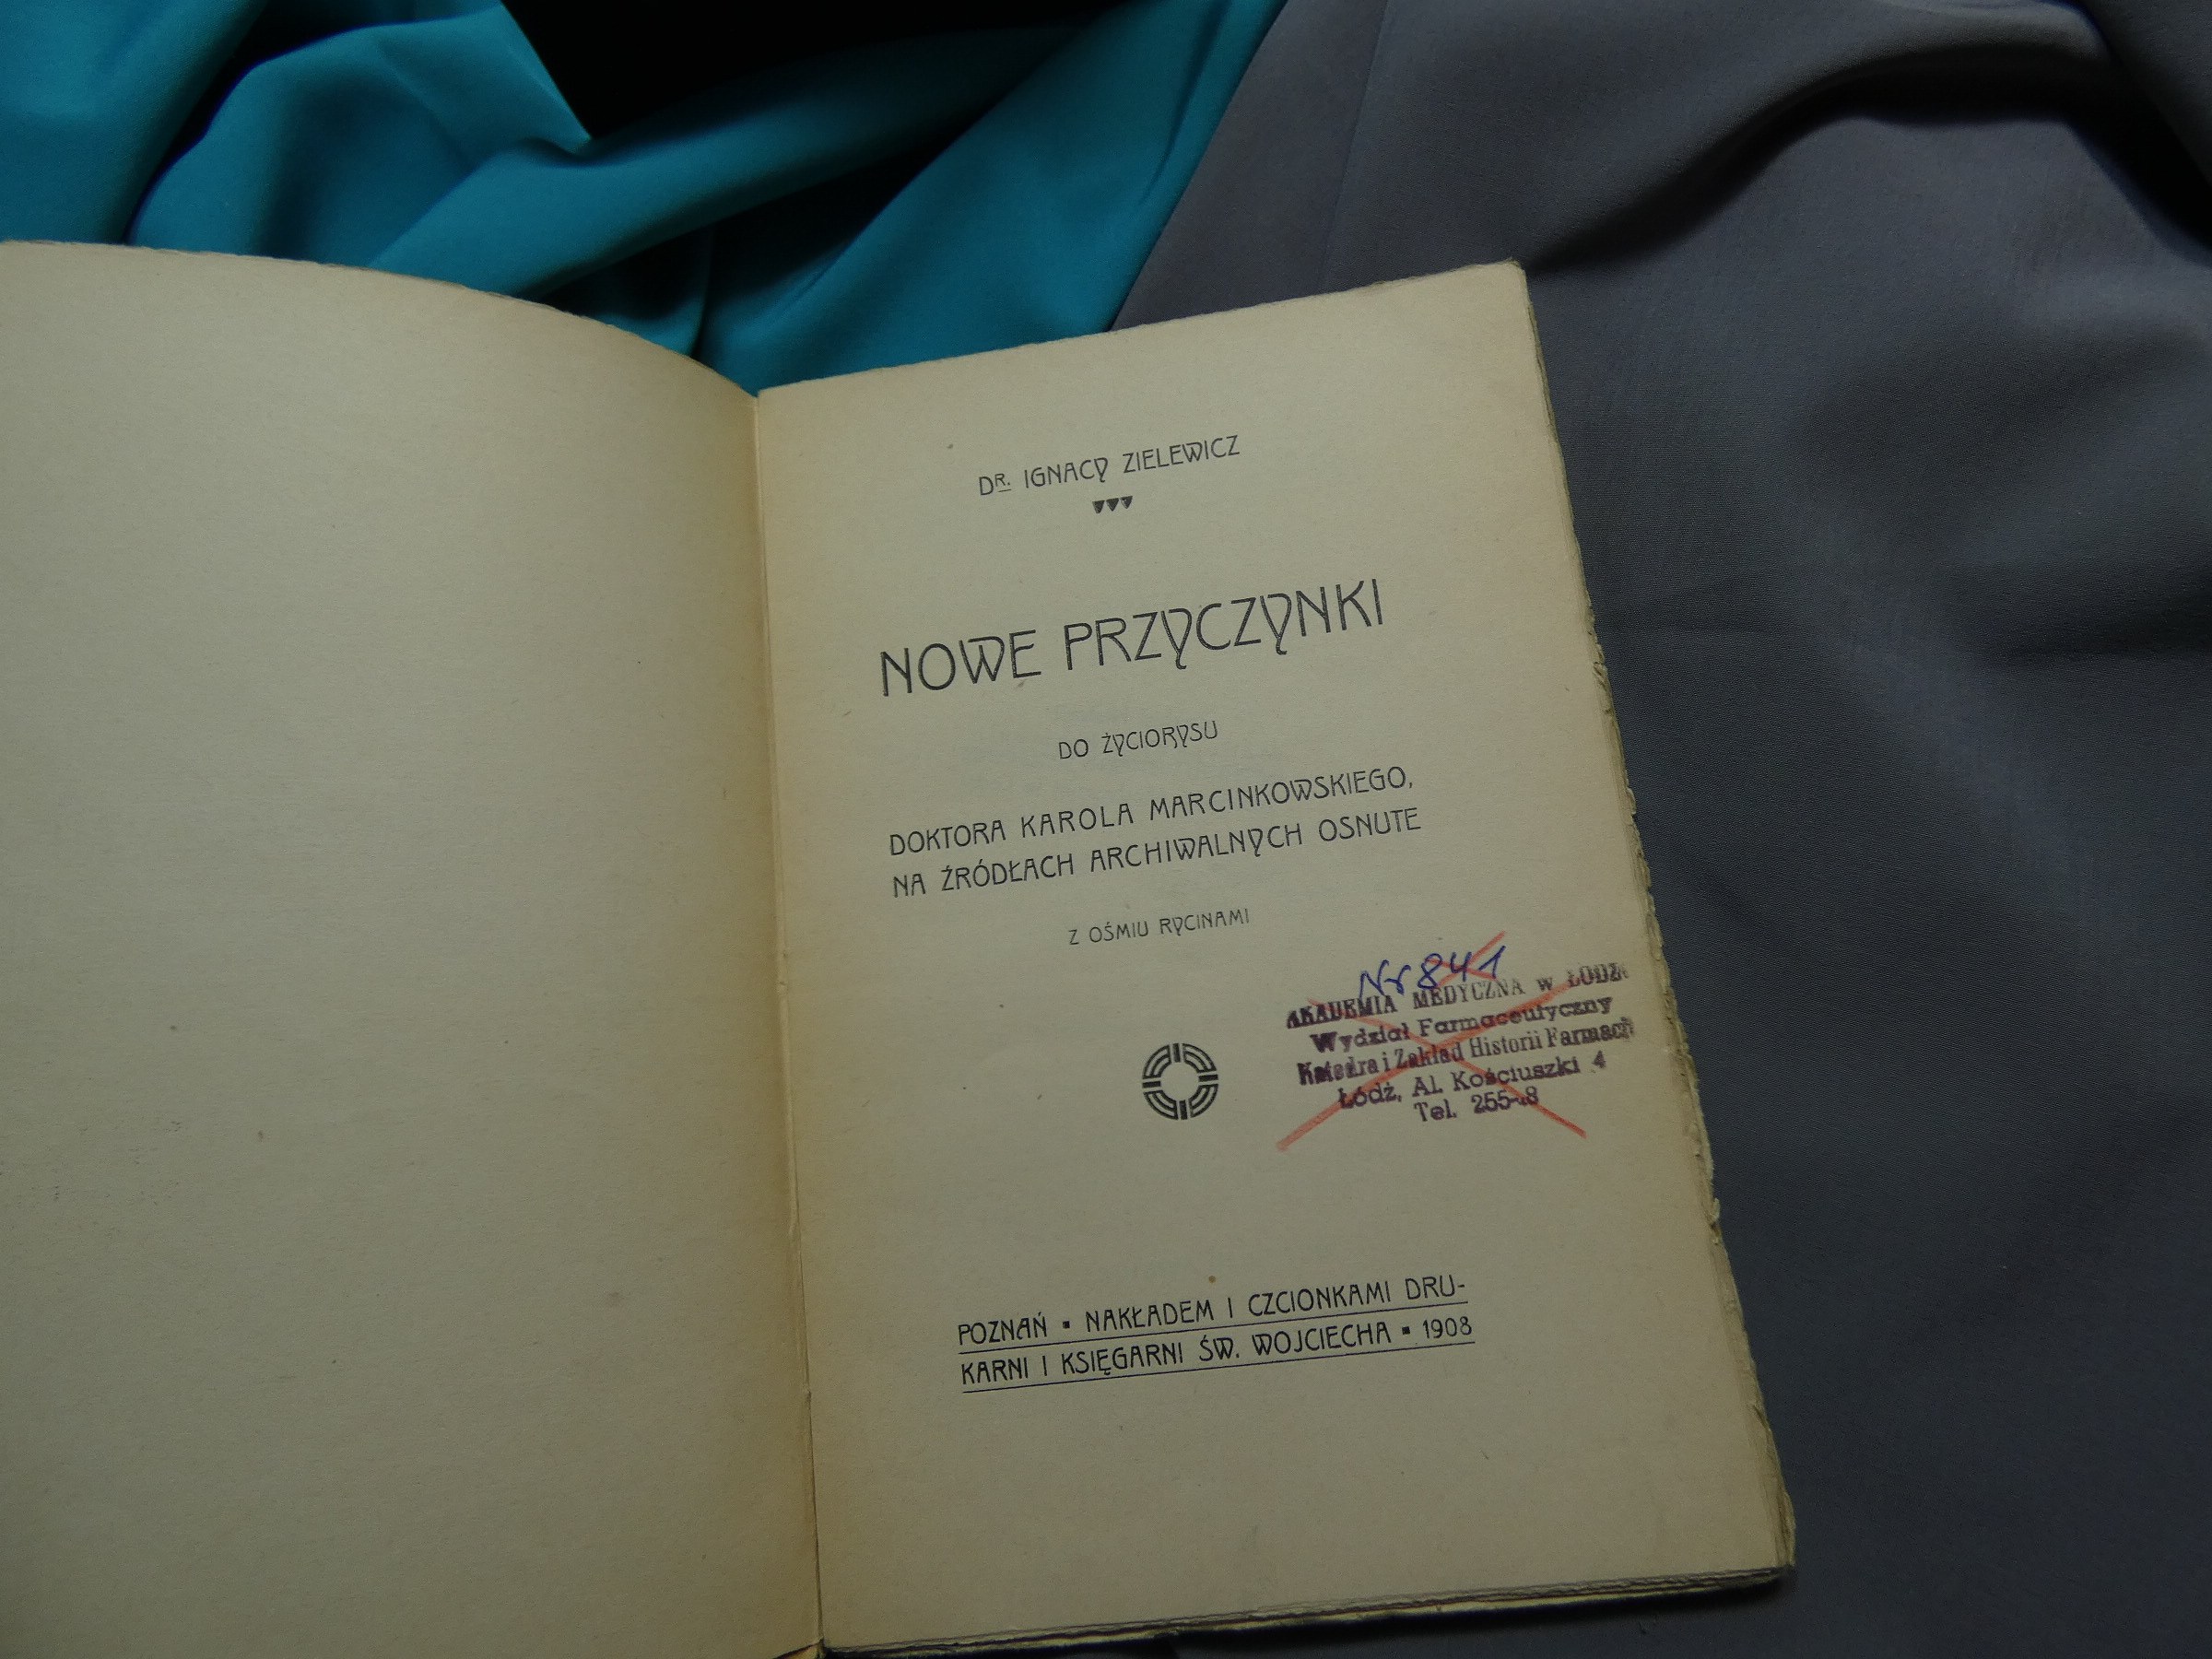 DR. IGNACY ZIELEWICZ
NOWE PRZYCZYNKI
DO ŻYCIORYSU
DOKTORA KAROLA MARCINKOWSKIEGO,
NA ŹRÓDŁACH ARCHIWALNYCH OSNUTE
Z OŚMIU RYCINAMI
Nr 841
AKADEMIA MEDYCZNA w ŁODZI
Wydział Farmaceutyczny
Katedra i Zakład Historii Farmacji
Łódź, Al. Kościuszki 4
Tel.
POZNAŃ ▪ NAKŁADEM I CZCIONKAMI DRU-
KARNI I KSIĘGARNI ŚW. WOJCIECHA ▪ 1908